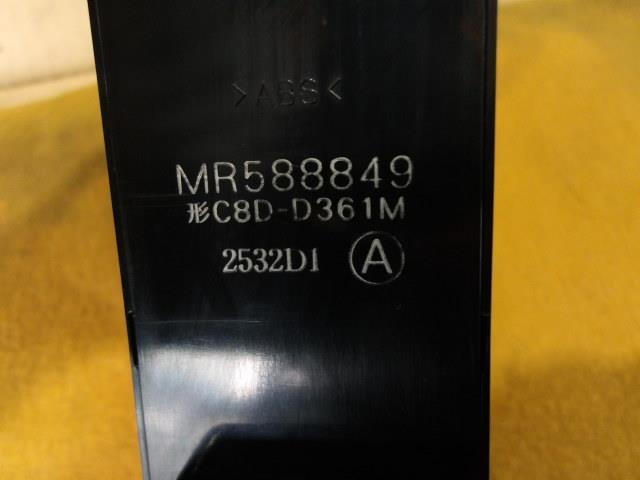 >ABS<
MR588849
形C8D-D361M
2532D1 Ⓐ